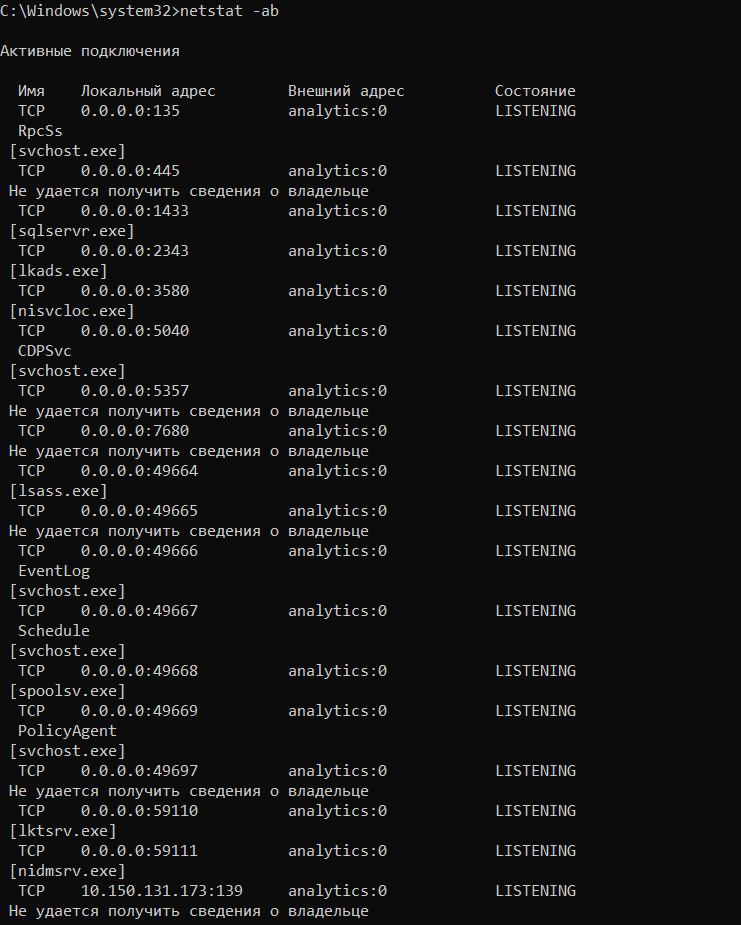 C:\Windows\system32>netstat -ab
Активные подключения
Имя Локальный адрес Внешний адрес Состояние
TCP 0.0.0.0:135 analytics:0 LISTENING
RpcSs
[svchost.exe]
TCP 0.0.0.0:445 analytics:0 LISTENING
Не удается получить сведения о владельце
TCP 0.0.0.0:1433 analytics:0 LISTENING
[sqlservr.exe]
TCP 0.0.0.0:2343 analytics:0 LISTENING
[lkads.exe]
TCP 0.0.0.0:3580 analytics:0 LISTENING
[nisvcloc.exe]
TCP 0.0.0.0:5040 analytics:0 LISTENING
CDPSvc
[svchost.exe]
TCP 0.0.0.0:5357 analytics:0 LISTENING
Не удается получить сведения о владельце
TCP 0.0.0.0:7680 analytics:0 LISTENING
Не удается получить сведения о владельце
TCP 0.0.0.0:49664 analytics:0 LISTENING
[lsass.exe]
TCP 0.0.0.0:49665 analytics:0 LISTENING
Не удается получить сведения о владельце
TCP 0.0.0.0:49666 analytics:0 LISTENING
EventLog
[svchost.exe]
TCP 0.0.0.0:49667 analytics:0 LISTENING
Schedule
[svchost.exe]
TCP 0.0.0.0:49668 analytics:0 LISTENING
[spoolsv.exe]
TCP 0.0.0.0:49669 analytics:0 LISTENING
PolicyAgent
[svchost.exe]
TCP 0.0.0.0:49697 analytics:0 LISTENING
Не удается получить сведения о владельце
TCP 0.0.0.0:59110 analytics:0 LISTENING
[lktsrv.exe]
TCP 0.0.0.0:59111 analytics:0 LISTENING
[nidmsrv.exe]
TCP 10.150.131.173:139 analytics:0 LISTENING
Не удается получить сведения о владельце